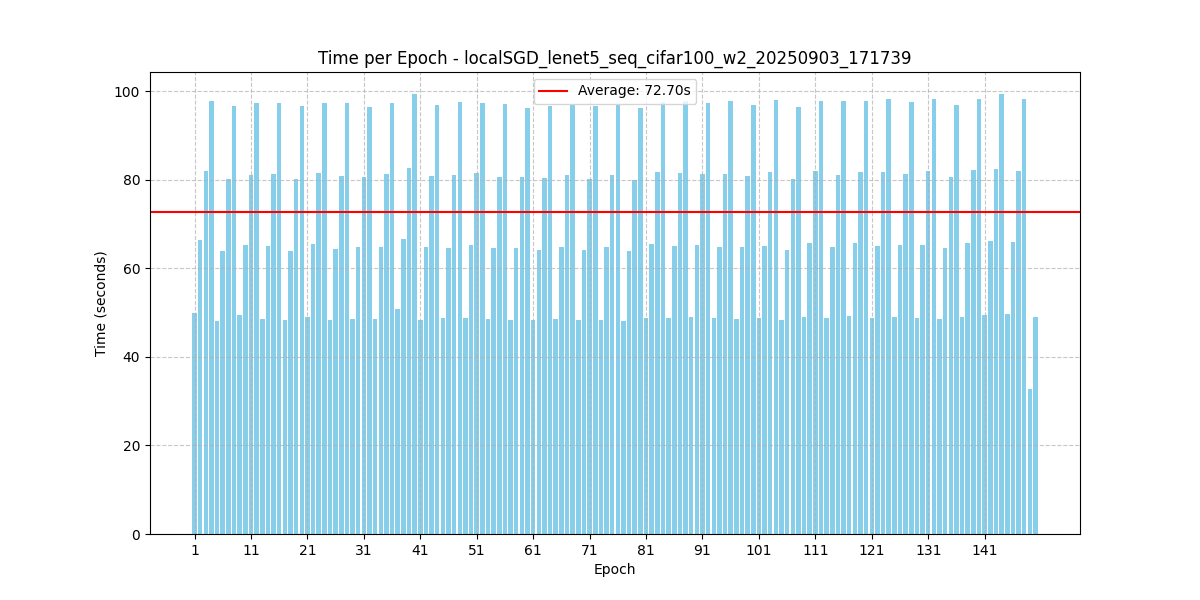 Time per Epoch - localSGD_lenet5_seq_cifar100_w2_20250903_171739
Average: 72.70s
100
80
60
40
20
0
Time (seconds)
1 11 21 31 41 51 61 71 81 91 101 111 121 131 141
Epoch